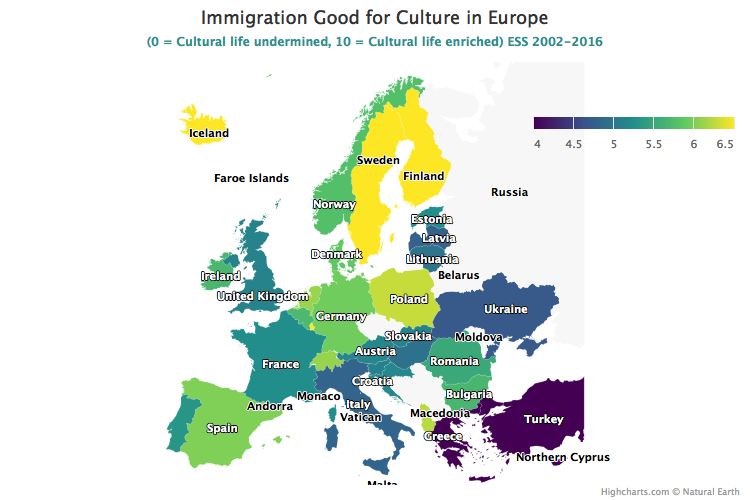 Immigration Good for Culture in Europe
(0 = Cultural life undermined, 10 = Cultural life enriched) ESS 2002–2016
4 4.5 5 5.5 6 6.5
Iceland
Sweden
Finland
Faoe Islands
Russia
Norway
Estonia
Latvia
Denmark
Lithuania
Ireland
Belarus
United Kingdom
Poland
Germany
Ukraine
Slovakia
Moldova
Austria
France
Romania
Croatia
Monaco
Bulgaria
Andorra
Italy
Macedonia
Vatican
Spain
Turkey
Greece
Northern Cyprus
Malta
Highcharts.com © Natural Earth